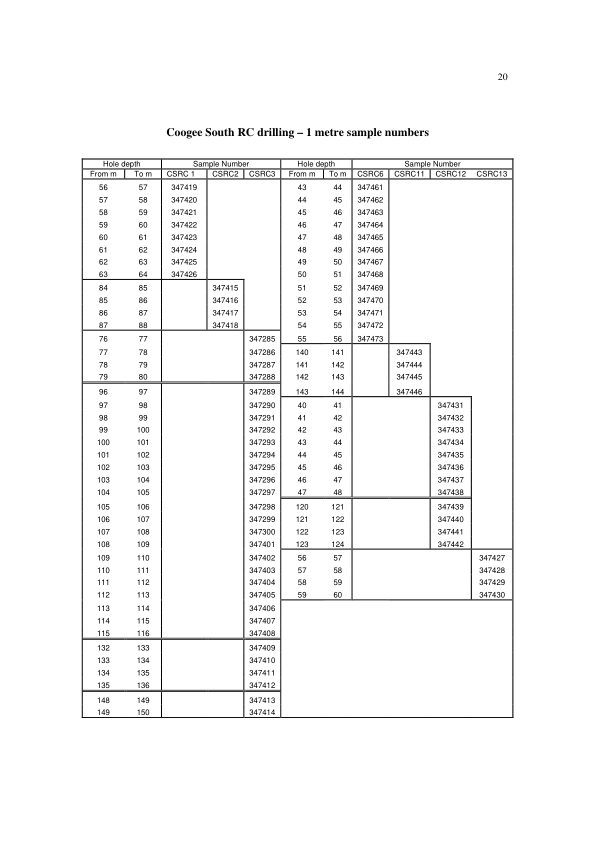 20
Coogee South RC drilling – 1 metre sample numbers
Hole depth Sample Number Hole depth Sample Number
From m To m CSRC 1 CSRC2 CSRC3 From m To m CSRC6 CSRC11 CSRC12 CSRC13
56 57 347419 43 44 347461
57 58 347420 44 45 347462
58 59 347421 45 46 347463
59 60 347422 46 47 347464
60 61 347423 47 48 347465
61 62 347424 48 49 347466
62 63 347425 49 50 347467
63 64 347426 50 51 347468
84 85 347415 51 52 347469
85 86 347416 52 53 347470
86 87 347417 53 54 347471
87 88 347418 54 55 347472
76 77 347285 55 56 347473
77 78 347286 140 141 347443
78 79 347287 141 142 347444
79 80 347288 142 143 347445
96 97 347289 143 144 347446
97 98 347290 40 41 347431
98 99 347291 41 42 347432
99 100 347292 42 43 347433
100 101 347293 43 44 347434
101 102 347294 44 45 347435
102 103 347295 45 46 347436
103 104 347296 46 47 347437
104 105 347297 47 48 347438
105 106 347298 120 121 347439
106 107 347299 121 122 347440
107 108 347300 122 123 347441
108 109 347401 123 124 347442
109 110 347402 56 57 347427
110 111 347403 57 58 347428
111 112 347404 58 59 347429
112 113 347405 59 60 347430
113 114 347406
114 115 347407
115 116 347408
132 133 347409
133 134 347410
134 135 347411
135 136 347412
148 149 347413
149 150 347414